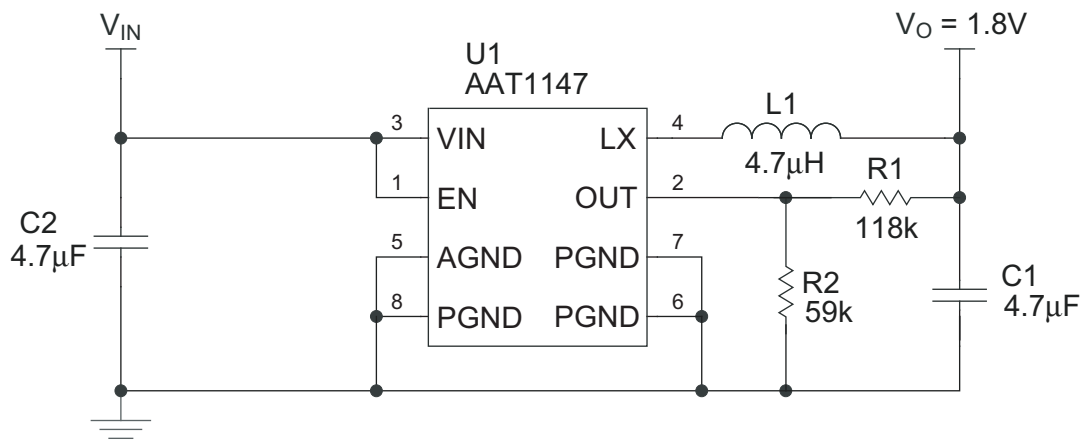 V_IN
V_O = 1.8V
U1
AAT1147
L1
4.7μH
3
VIN
LX
4
1
EN
OUT
2
R1
118k
C2
4.7μF
5
AGND
PGND
7
R2
59k
C1
4.7μF
8
PGND
PGND
6